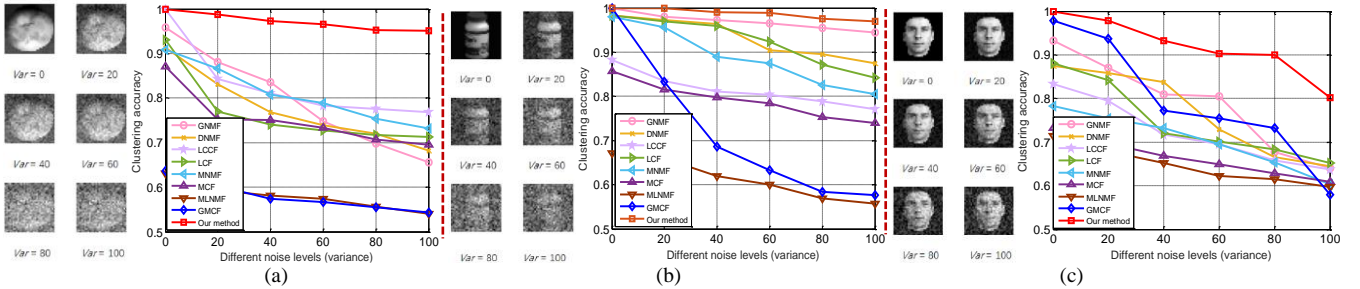 Var = 0
Var = 20
Var = 40
Var = 60
Var = 80
Var = 100
Clustering accuracy
1
0.9
0.8
0.7
0.6
0.5
GNMF
DNMF
LCCF
LCF
MNMF
MCF
MLNMF
GMCF
Our method
0 20 40 60 80 100
Different noise levels (variance)
(a)
Var = 0
Var = 20
Var = 40
Var = 60
Var = 80
Var = 100
Clustering accuracy
1
0.9
0.8
0.7
0.6
0.5
GNMF
DNMF
LCCF
LCF
MNMF
MCF
MLNMF
GMCF
Our method
0 20 40 60 80 100
Different noise levels (variance)
(b)
Var = 0
Var = 20
Var = 40
Var = 60
Var = 80
Var = 100
Clustering accuracy
1
0.9
0.8
0.7
0.6
0.5
GNMF
DNMF
LCCF
LCF
MNMF
MCF
MLNMF
GMCF
Our method
0 20 40 60 80 100
Different noise levels (variance)
(c)